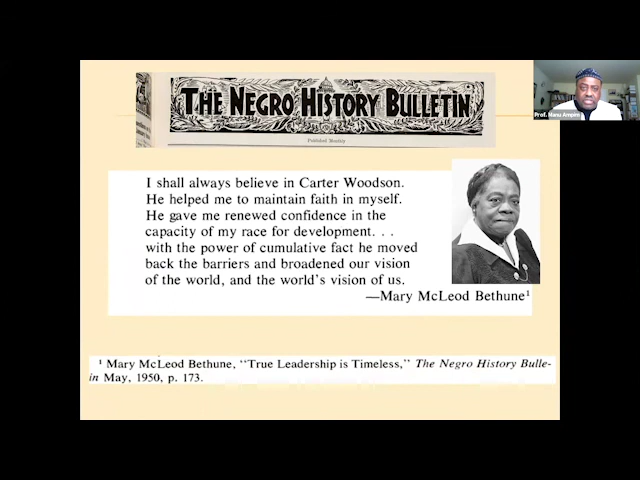 THE NEGRO HISTORY BULLETIN
Published Monthly
Prof. Manu Ampim
I shall always believe in Carter Woodson.
He helped me to maintain faith in myself.
He gave me renewed confidence in the
capacity of my race for development. . .
with the power of cumulative fact he moved
back the barriers and broadened our vision
of the world, and the world's vision of us.
—Mary McLeod Bethune¹
¹ Mary McLeod Bethune, "True Leadership is Timeless," The Negro History Bulle-
in May, 1950, p. 173.